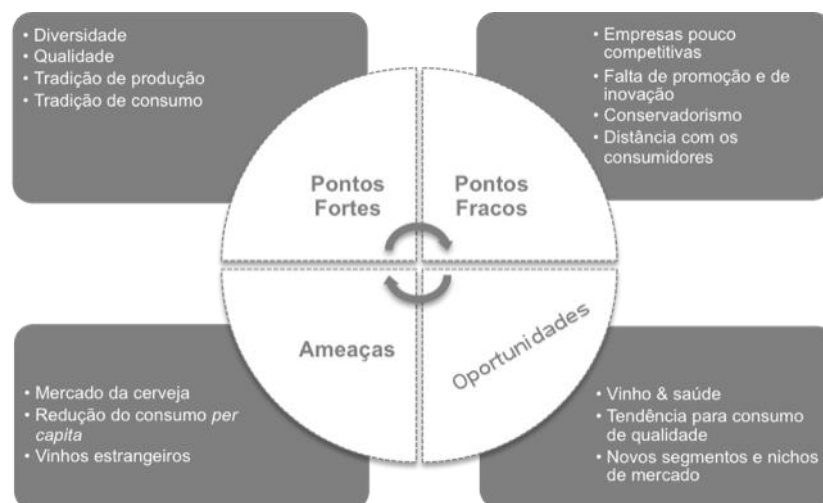 • Diversidade
• Qualidade
• Tradição de produção
• Tradição de consumo
• Empresas pouco
competitivas
• Falta de promoção e de
inovação
• Conservadorismo
• Distância com os
consumidores
Pontos
Fortes
Pontos
Fracos
Ameaças
Oportunidades
• Mercado da cerveja
• Redução do consumo per
capita
• Vinhos estrangeiros
• Vinho & saúde
• Tendência para consumo
de qualidade
• Novos segmentos e nichos
de mercado